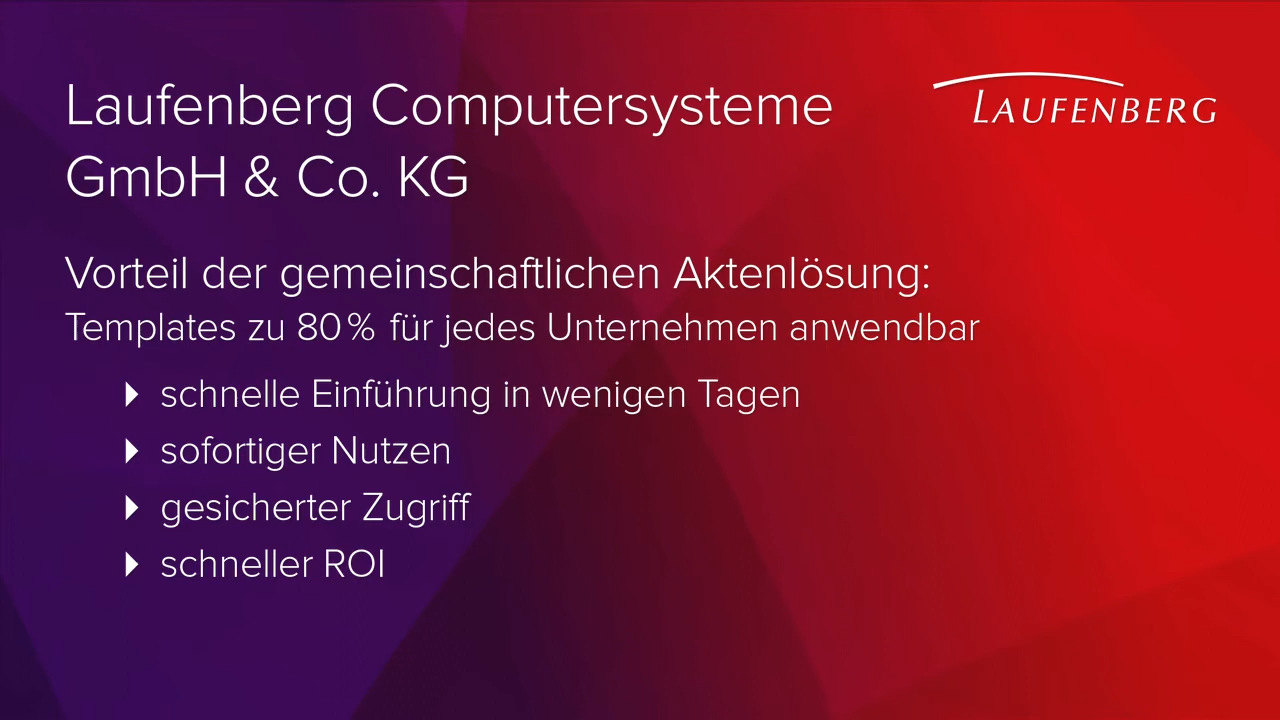 Laufenberg Computersysteme
GmbH & Co. KG
LAUFENBERG
Vorteil der gemeinschaftlichen Aktenlösung:
Templates zu 80 % für jedes Unternehmen anwendbar
schnelle Einführung in wenigen Tagen
sofortiger Nutzen
gesicherter Zugriff
schneller ROI